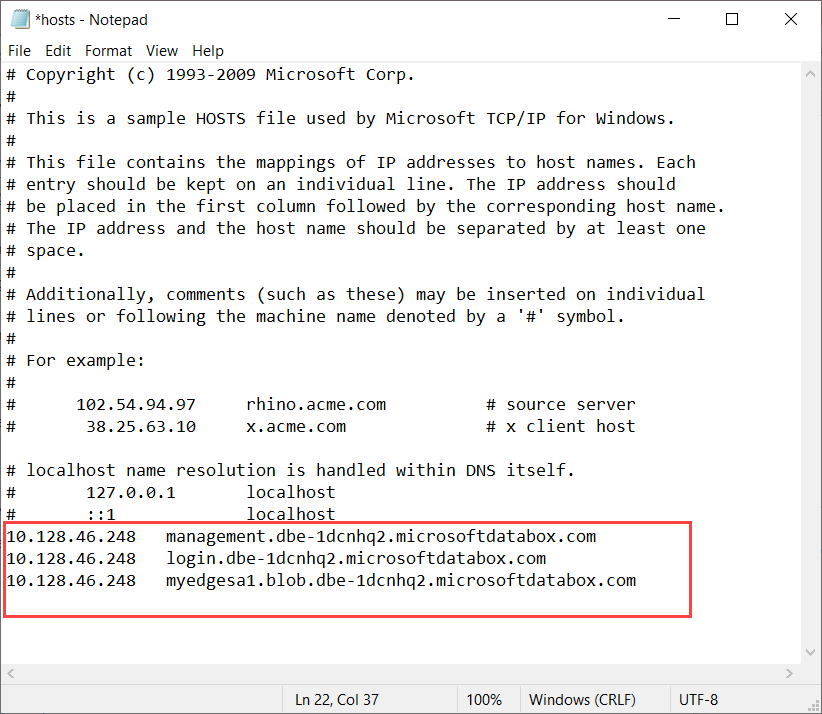 *hosts - Notepad
File Edit Format View Help
# Copyright (c) 1993-2009 Microsoft Corp.
#
# This is a sample HOSTS file used by Microsoft TCP/IP for Windows.
#
# This file contains the mappings of IP addresses to host names. Each
# entry should be kept on an individual line. The IP address should
# be placed in the first column followed by the corresponding host name.
# The IP address and the host name should be separated by at least one
# space.
#
# Additionally, comments (such as these) may be inserted on individual
# lines or following the machine name denoted by a '#' symbol.
#
# For example:
#
#      102.54.94.97     rhino.acme.com          # source server
#       38.25.63.10     x.acme.com              # x client host

# localhost name resolution is handled within DNS itself.
#       127.0.0.1       localhost
#       ::1             localhost
10.128.46.248   management.dbe-1dcnhq2.microsoftdatabox.com
10.128.46.248   login.dbe-1dcnhq2.microsoftdatabox.com
10.128.46.248   myedgesa1.blob.dbe-1dcnhq2.microsoftdatabox.com
Ln 22, Col 37 100% Windows (CRLF) UTF-8